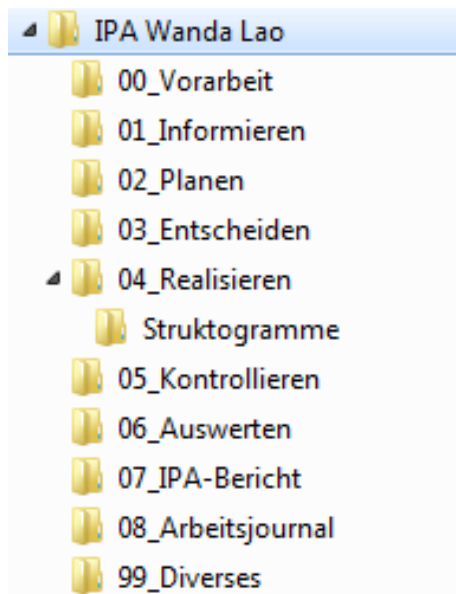 IPA Wanda Lao
00_Vorarbeit
01_Informieren
02_Planen
03_Entscheiden
04_Realisieren
Struktogramme
05_Kontrollieren
06_Auswerten
07_IPA-Bericht
08_Arbeitsjournal
99_Diverses